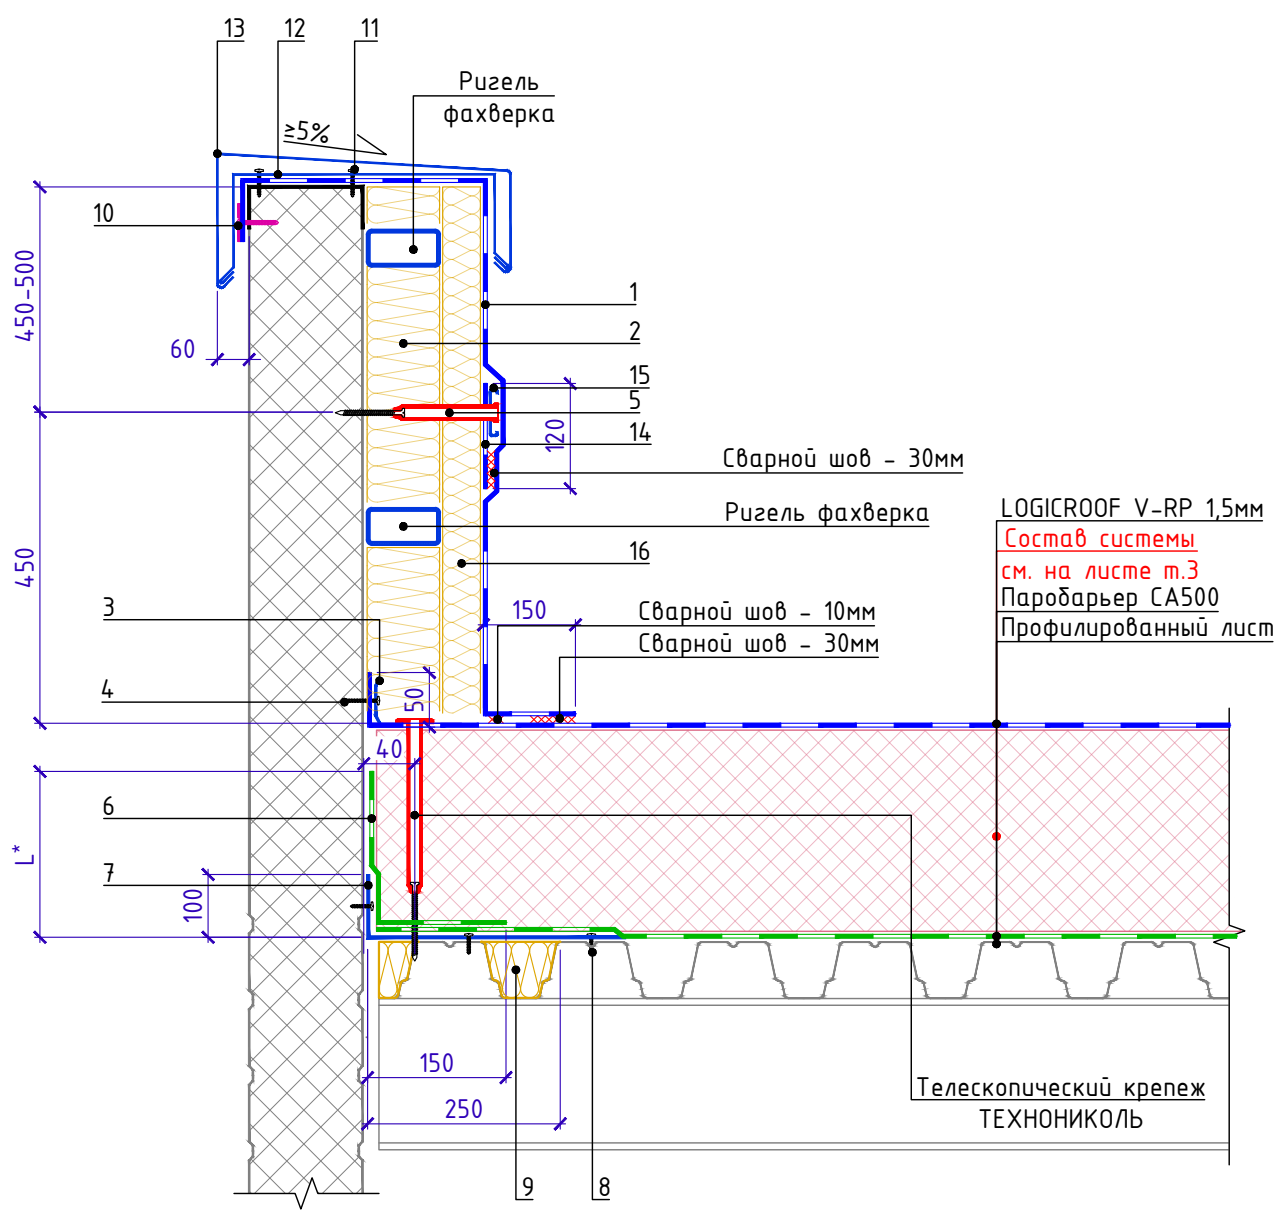 13
12
11
Ригель
фахверка
≥5%
10
450-500
60
1
2
15
5
14
120
Сварной шов - 30мм
Ригель фахверка
16
450
LOGICROOF V-RP 1,5мм
Состав системы
см. на листе т.3
Паробарьер СА500
Профилированный лист
3
150
Сварной шов - 10мм
Сварной шов - 30мм
4
50
40
6
L*
7
100
150
250
Телескопический крепеж
ТЕХНОНИКОЛЬ
9
8